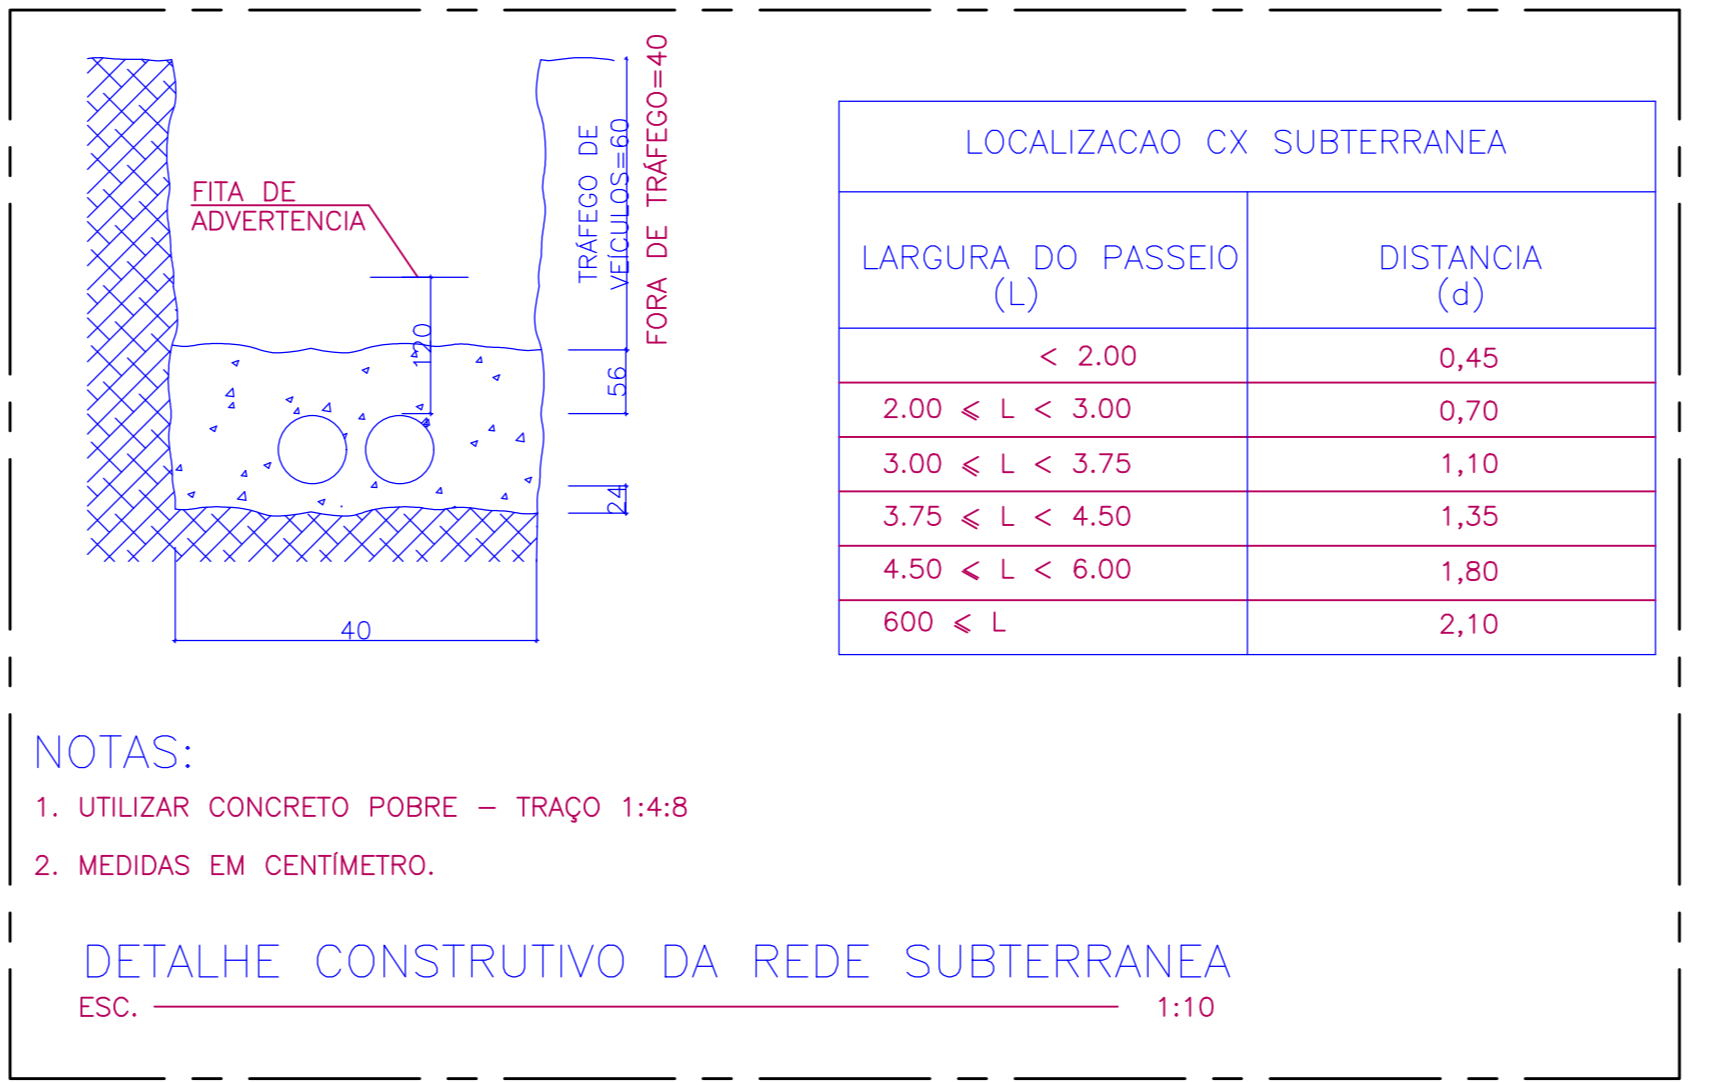 FITA DE
ADVERTENCIA
120
TRÁFEGO DE
VEÍCULOS=60
FORA DE TRÁFEGO=40
56
24
40
LOCALIZACAO CX SUBTERRANEA
LARGURA DO PASSEIO
(L)
DISTANCIA
(d)
< 2.00 0,45
2.00 ⩽ L < 3.00 0,70
3.00 ⩽ L < 3.75 1,10
3.75 ⩽ L < 4.50 1,35
4.50 ⩽ L < 6.00 1,80
600 ⩽ L 2,10
NOTAS:
1. UTILIZAR CONCRETO POBRE – TRAÇO 1:4:8
2. MEDIDAS EM CENTÍMETRO.
DETALHE CONSTRUTIVO DA REDE SUBTERRANEA
ESC. 1:10